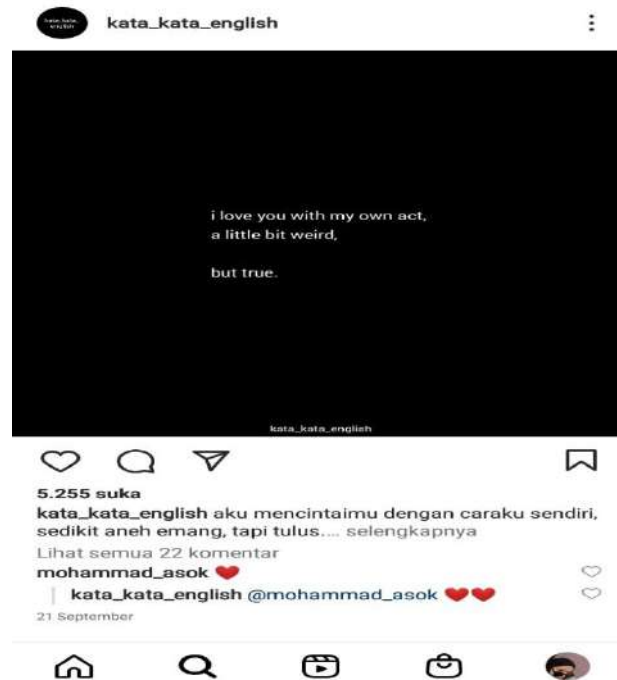 kata_kata_english
i love you with my own act,
a little bit weird,
but true.
kata_kata_english
5.255 suka
kata_kata_english aku mencintaimu dengan caraku sendiri,
sedikit aneh emang, tapi tulus.... selengkapnya
Lihat semua 22 komentar
mohammad_asok ❤️
kata_kata_english @mohammad_asok ❤️❤️
21 September